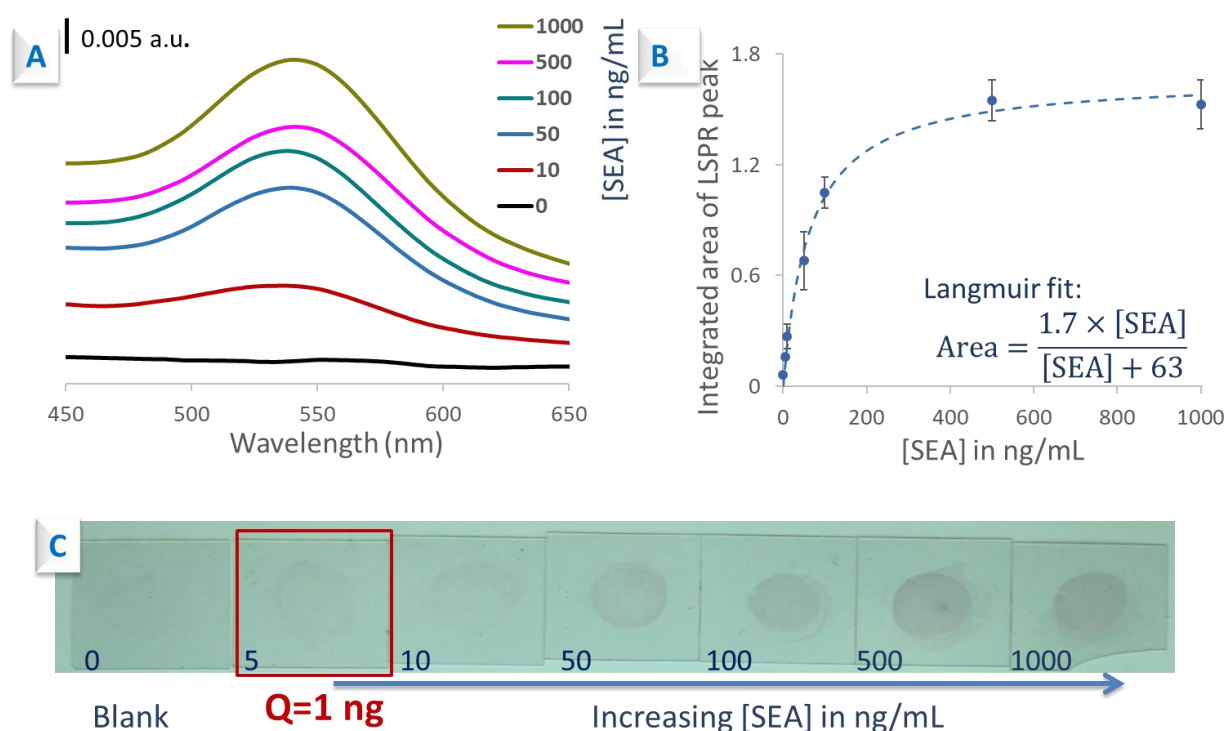 A
0.005 a.u.
1000
500
100
50
10
0
[SEA] in ng/mL
450 500 550 600 650
Wavelength (nm)
B
Integrated area of LSPR peak
1.8
1.2
0.6
0
0 200 400 600 800 1000
[SEA] in ng/mL
Langmuir fit:
Area = 1.7 × [SEA] / [SEA] + 63
C
0 5 10 50 100 500 1000
Blank
Q=1 ng
Increasing [SEA] in ng/mL